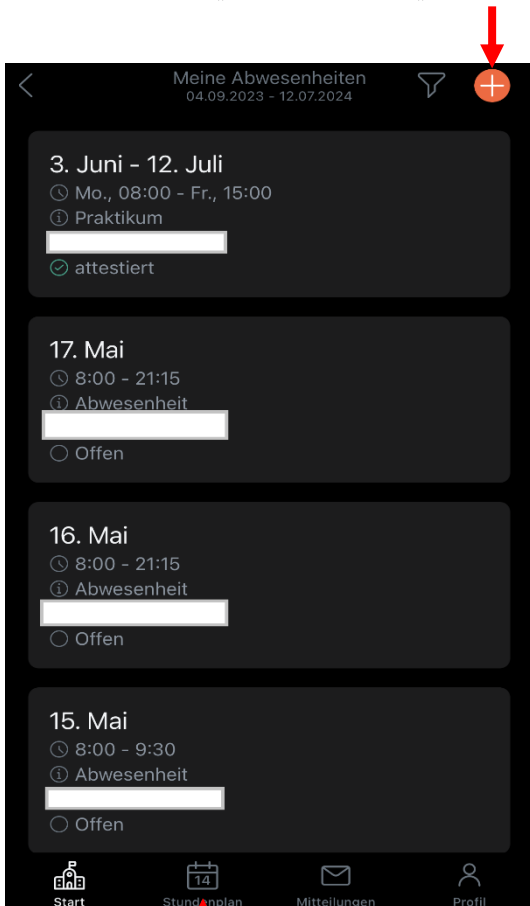 Meine Abwesenheiten
04.09.2023 - 12.07.2024
3. Juni – 12. Juli
Mo., 08:00 - Fr., 15:00
Praktikum
attestiert
17. Mai
8:00 - 21:15
Abwesenheit
Offen
16. Mai
8:00 - 21:15
Abwesenheit
Offen
15. Mai
8:00 - 9:30
Abwesenheit
Offen
14
Start Stundenplan Mitteilungen Profil